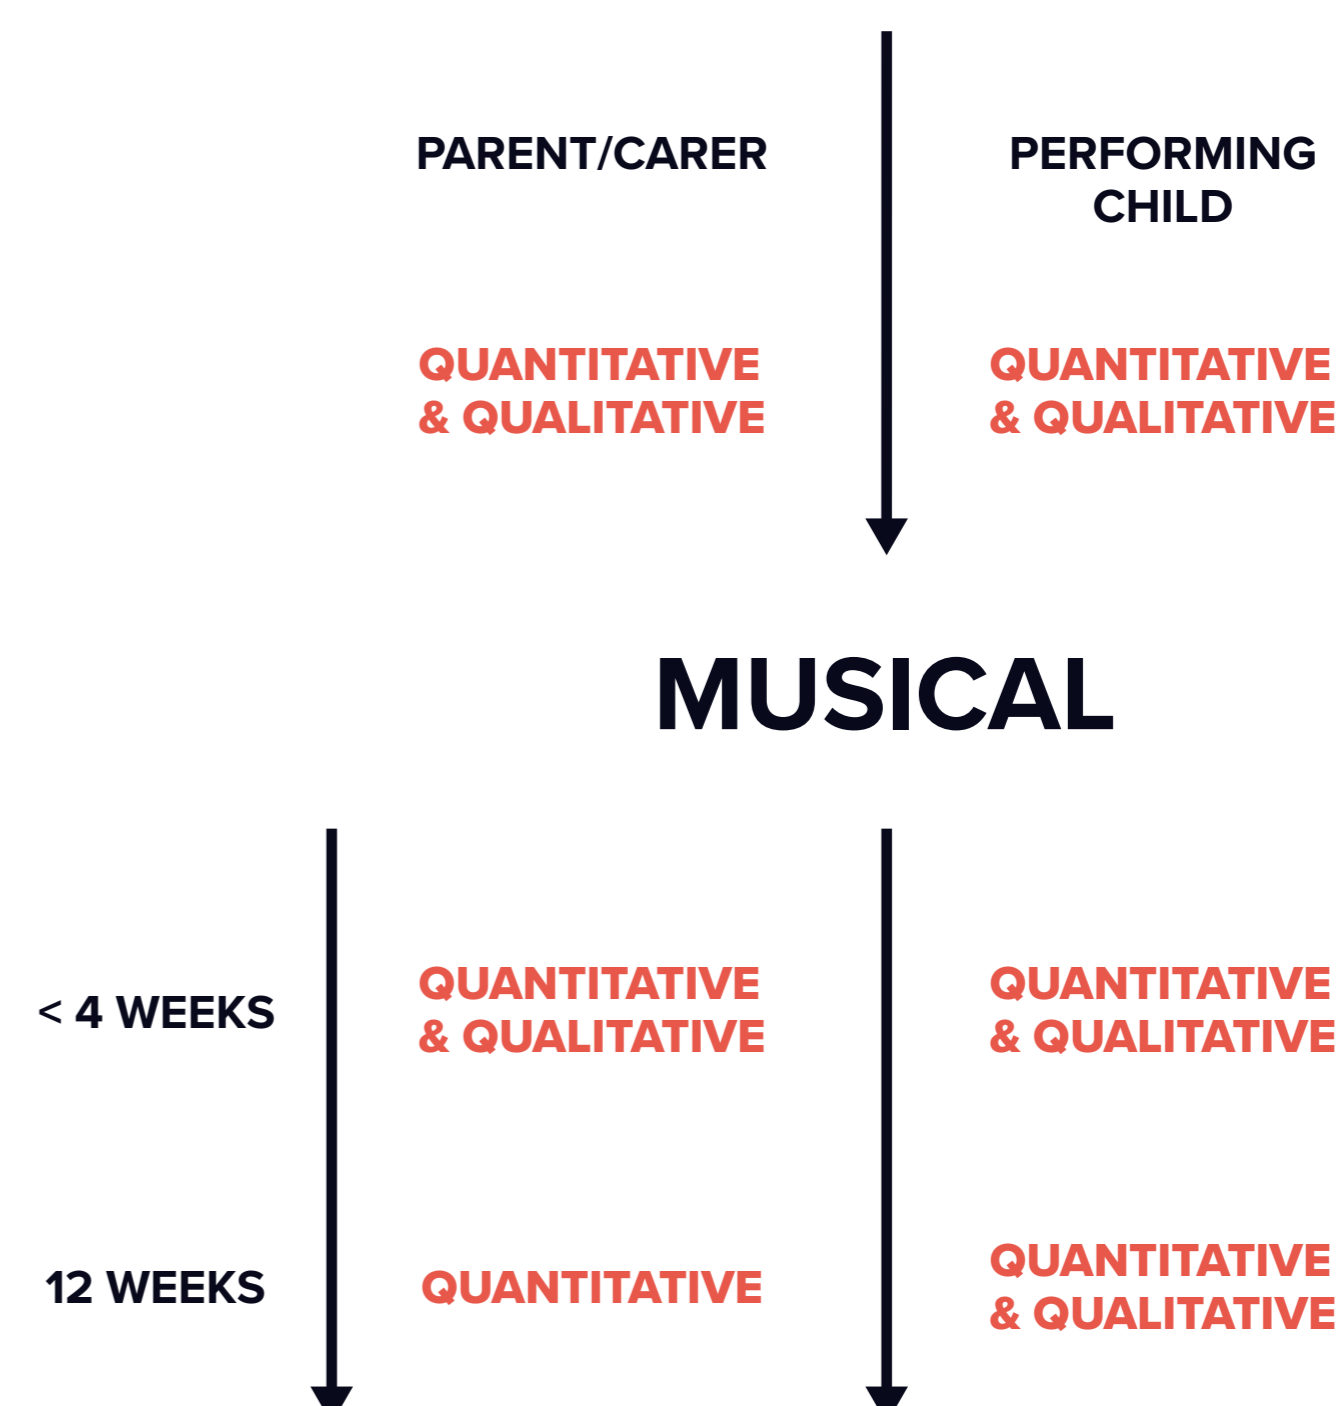 PARENT/CARER
PERFORMING
CHILD
QUANTITATIVE
& QUALITATIVE
QUANTITATIVE
& QUALITATIVE
MUSICAL
< 4 WEEKS
QUANTITATIVE
& QUALITATIVE
QUANTITATIVE
& QUALITATIVE
12 WEEKS
QUANTITATIVE
QUANTITATIVE
& QUALITATIVE